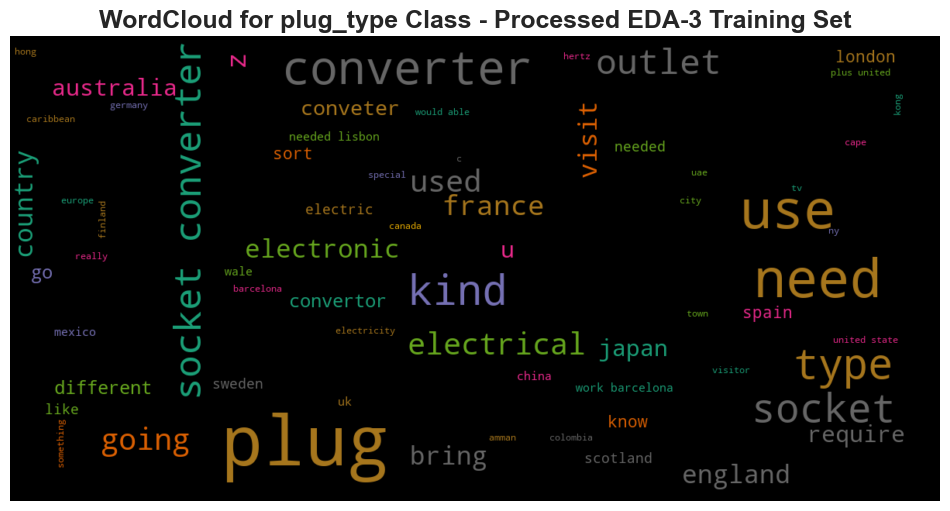 WordCloud for plug_type Class - Processed EDA-3 Training Set
hong
z
converter
hertz
outlet
london
plus united
australia
germany
conveter
would able
kong
caribbean
socket converter
needed lisbon
visit
needed
cape
sort
c
country
special
used
uae
tv
europe
electric
france
city
use
finland
canada
ny
really
electronic
u
go
wale
kind
need
barcelona
convertor
town
spain
mexico
electricity
electrical
japan
united state
type
different
sweden
china
work barcelona
visitor
like
uk
socket
something
going
plug
know
require
amman
colombia
bring
scotland
england